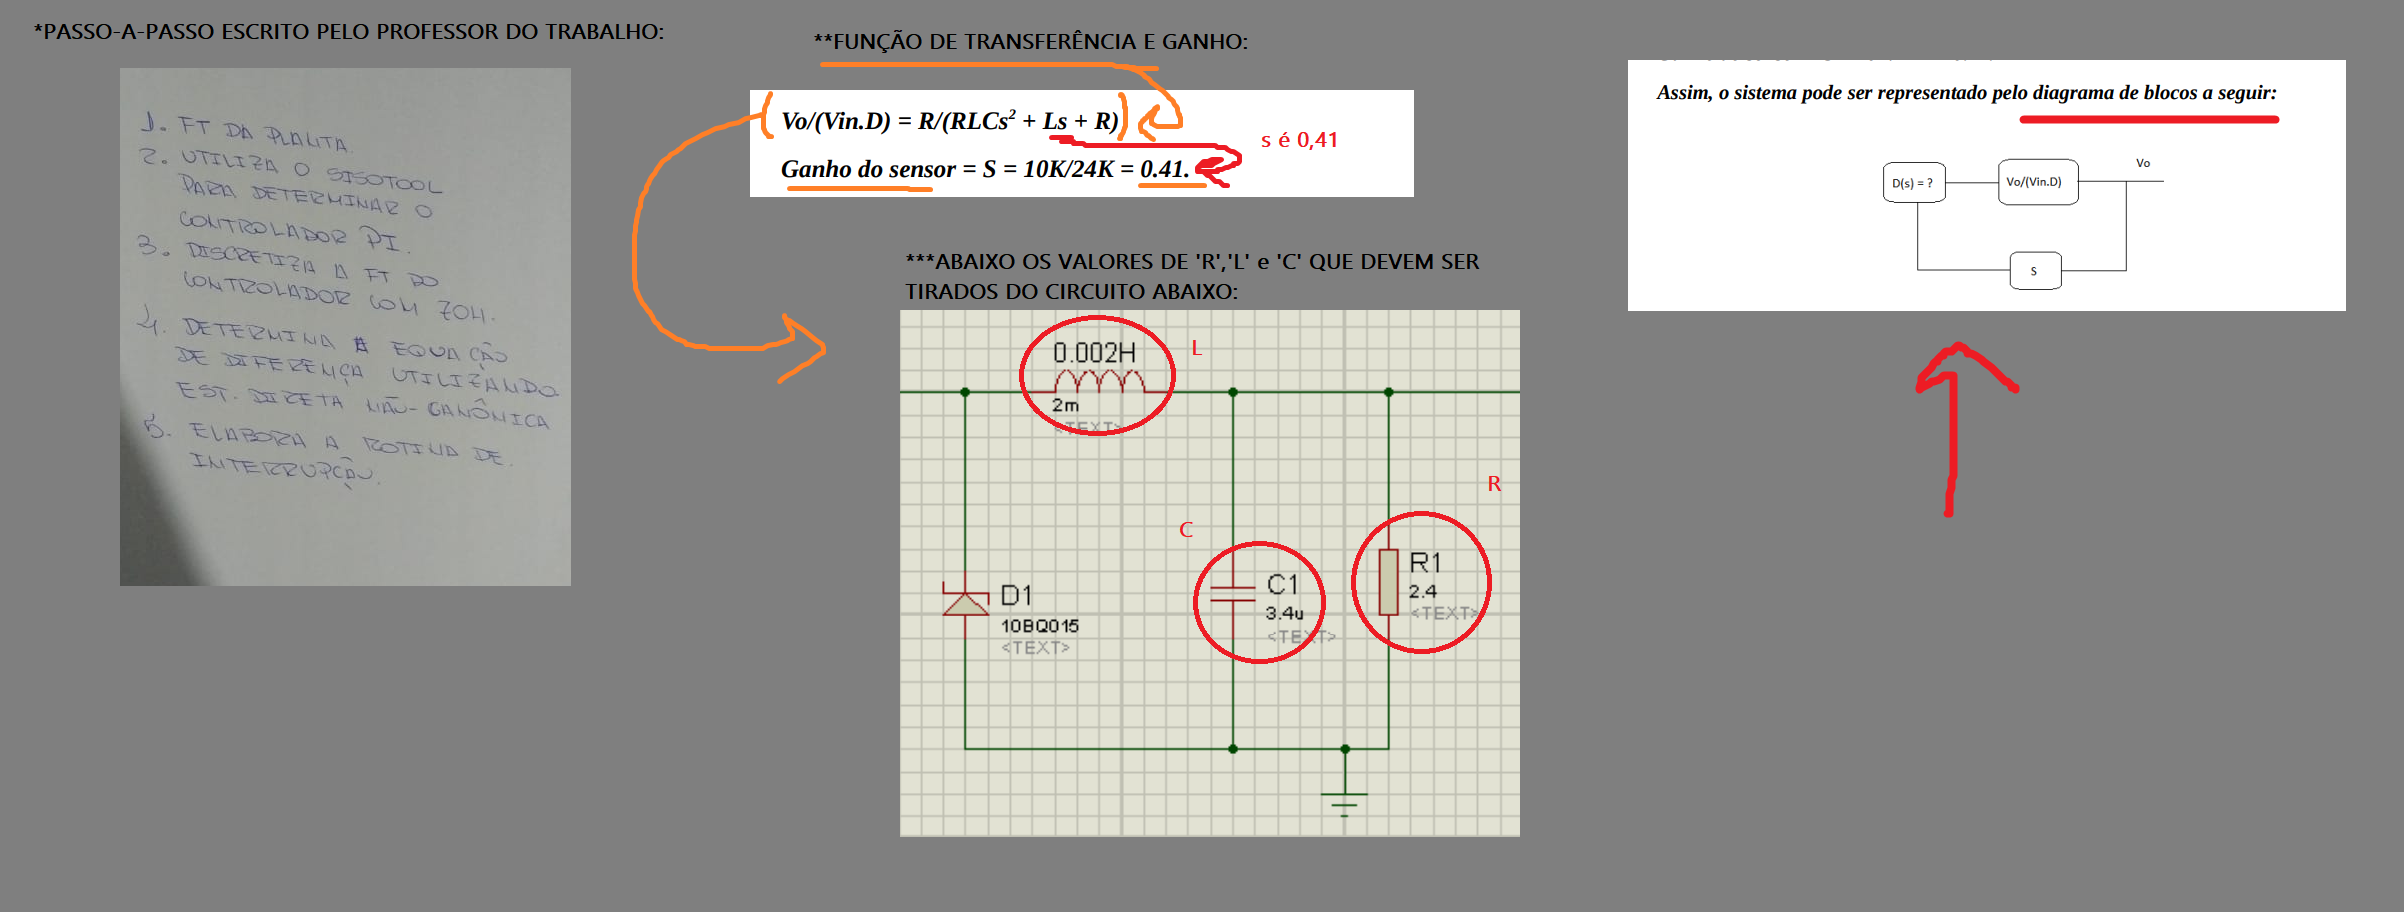 *PASSO-A-PASSO ESCRITO PELO PROFESSOR DO TRABALHO:
1. FT DA PLANTA.
2. UTILIZA O SISOTOOL
PARA DETERMINAR O
CONTROLADOR PI.
3. DISCRETIZA A FT DO
CONTROLADOR COM ZOH.
4. DETERMINA A EQUAÇÃO
DE DIFERENÇA UTILIZANDO
EST. DIRETA NÃO-CANÔNICA
5. ELABORA A ROTINA DE
INTERRUPÇÃO.
**FUNÇÃO DE TRANSFERÊNCIA E GANHO:
Vo/(Vin.D) = R/(RLCs² + Ls + R)
Ganho do sensor = S = 10K/24K = 0.41.
s é 0,41
***ABAIXO OS VALORES DE 'R','L' e 'C' QUE DEVEM SER
TIRADOS DO CIRCUITO ABAIXO:
0.002H
L
2m
<TEXT>
R
C
R1
2.4
<TEXT>
C1
3.4u
<TEXT>
D1
10BQ015
<TEXT>
Assim, o sistema pode ser representado pelo diagrama de blocos a seguir:
Vo
D(s) = ?
Vo/(Vin.D)
S